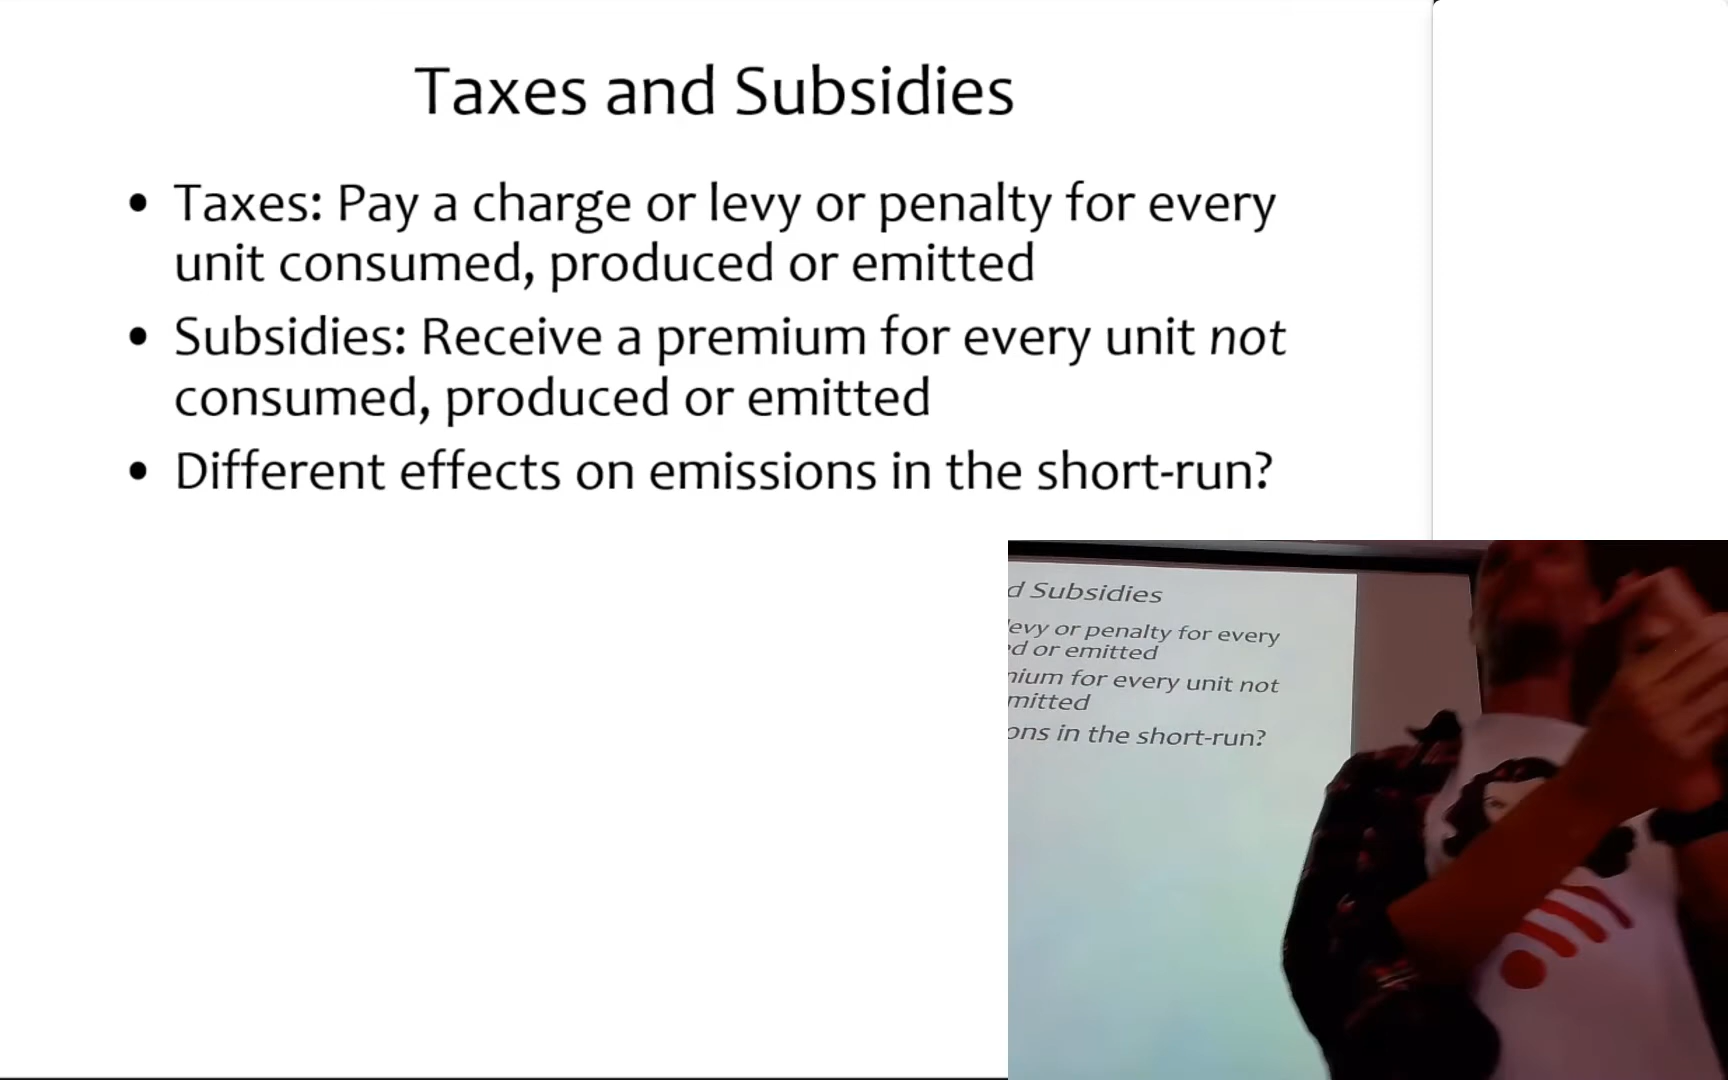 Taxes and Subsidies
• Taxes: Pay a charge or levy or penalty for every
unit consumed, produced or emitted
• Subsidies: Receive a premium for every unit not
consumed, produced or emitted
• Different effects on emissions in the short-run?
d Subsidies
levy or penalty for every
ed or emitted
nium for every unit not
mitted
ons in the short-run?